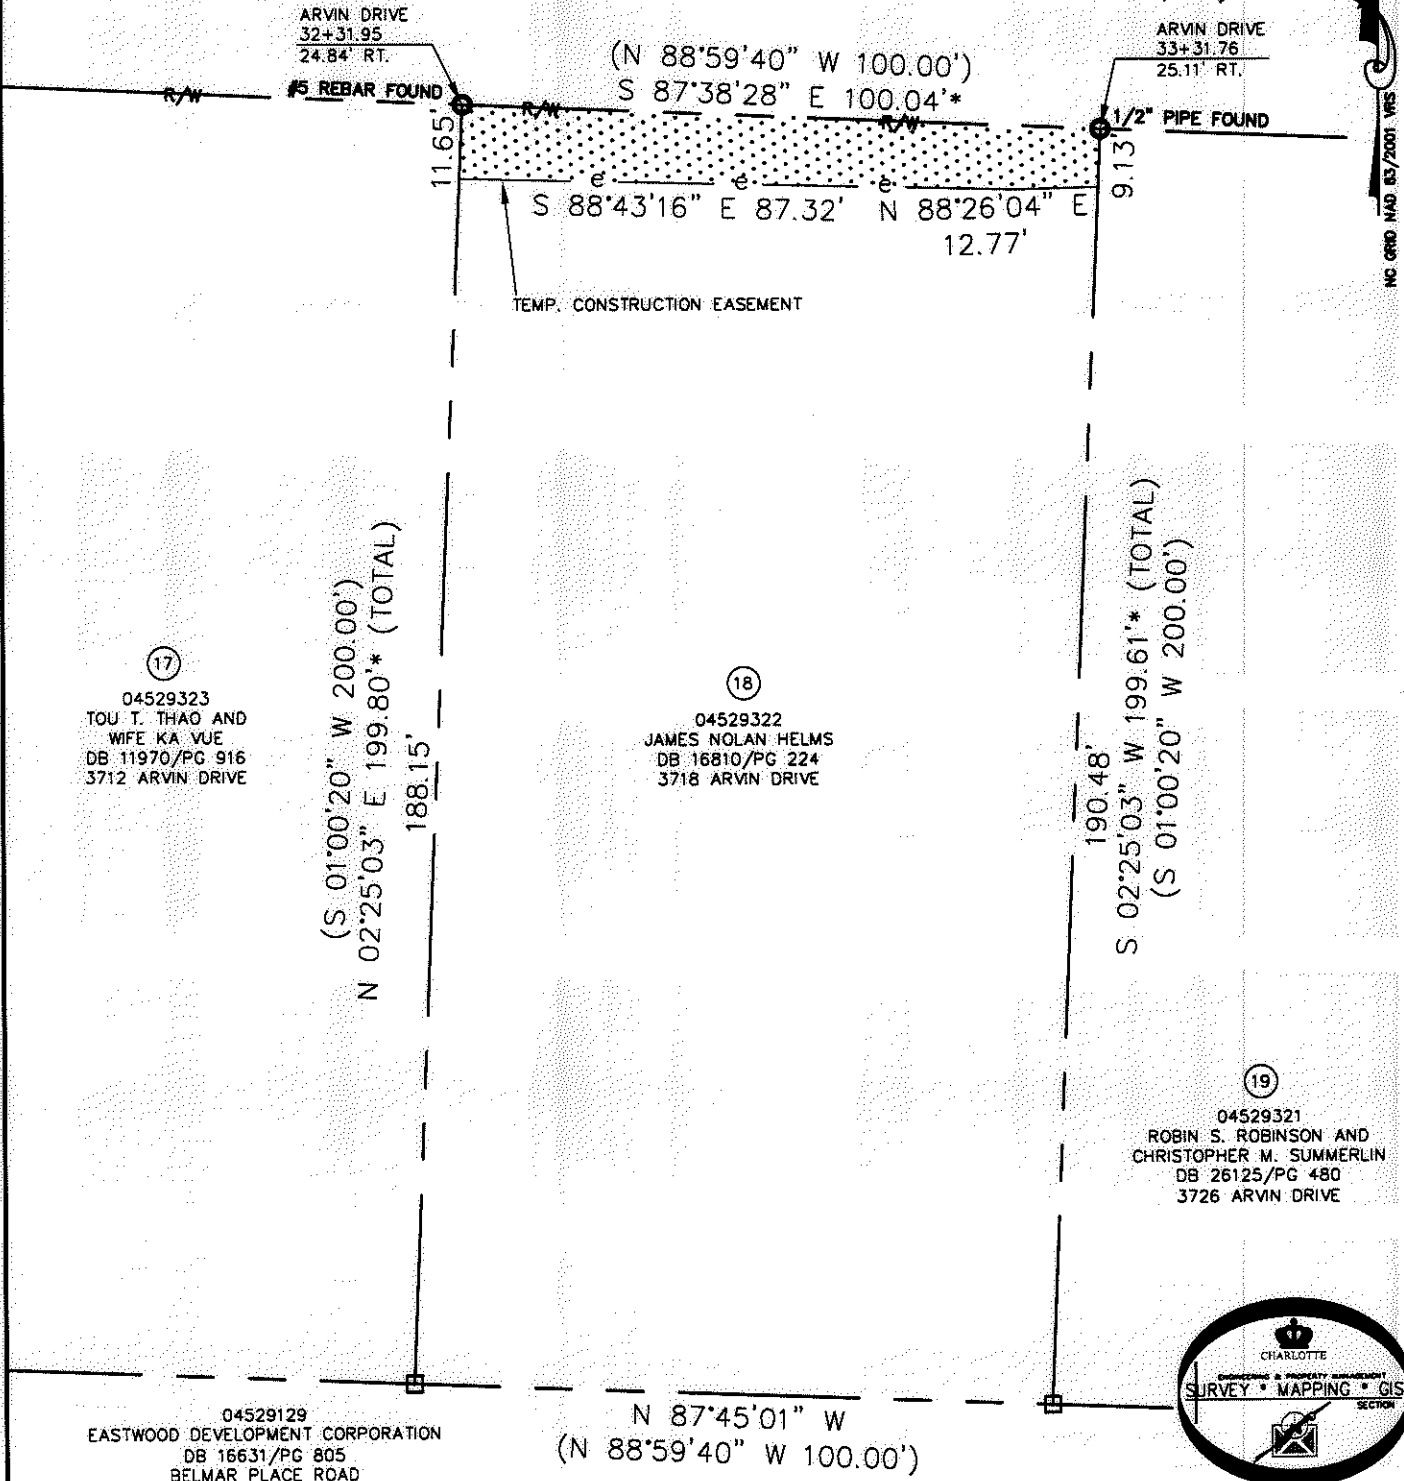 ARVIN DRIVE
32+31.95
24.84' RT.
ARVIN DRIVE
33+31.76
25.11' RT.
(N 88°59'40" W 100.00')
S 87°38'28" E 100.04'*
R/W
#5 REBAR FOUND
R/W
R/W
1/2" PIPE FOUND
11.65'
9.13'
e
e
e
S 88°43'16" E 87.32'
N 88°26'04" E
12.77'
TEMP. CONSTRUCTION EASEMENT
NC GRID NAD 83/2001 VRS
(S 01°00'20" W 200.00')
N 02°25'03" E 199.80'* (TOTAL)
188.15'
190.48'
S 02°25'03" W 199.61'* (TOTAL)
(S 01°00'20" W 200.00')
17
04529323
TOU T. THAO AND
WIFE KA VUE
DB 11970/PG 916
3712 ARVIN DRIVE
18
04529322
JAMES NOLAN HELMS
DB 16810/PG 224
3718 ARVIN DRIVE
19
04529321
ROBIN S. ROBINSON AND
CHRISTOPHER M. SUMMERLIN
DB 26125/PG 480
3726 ARVIN DRIVE
04529129
EASTWOOD DEVELOPMENT CORPORATION
DB 16631/PG 805
BELMAR PLACE ROAD
N 87°45'01" W
(N 88°59'40" W 100.00')
CHARLOTTE
ENGINEERING & PROPERTY MANAGEMENT
SURVEY * MAPPING * GIS
SECTION